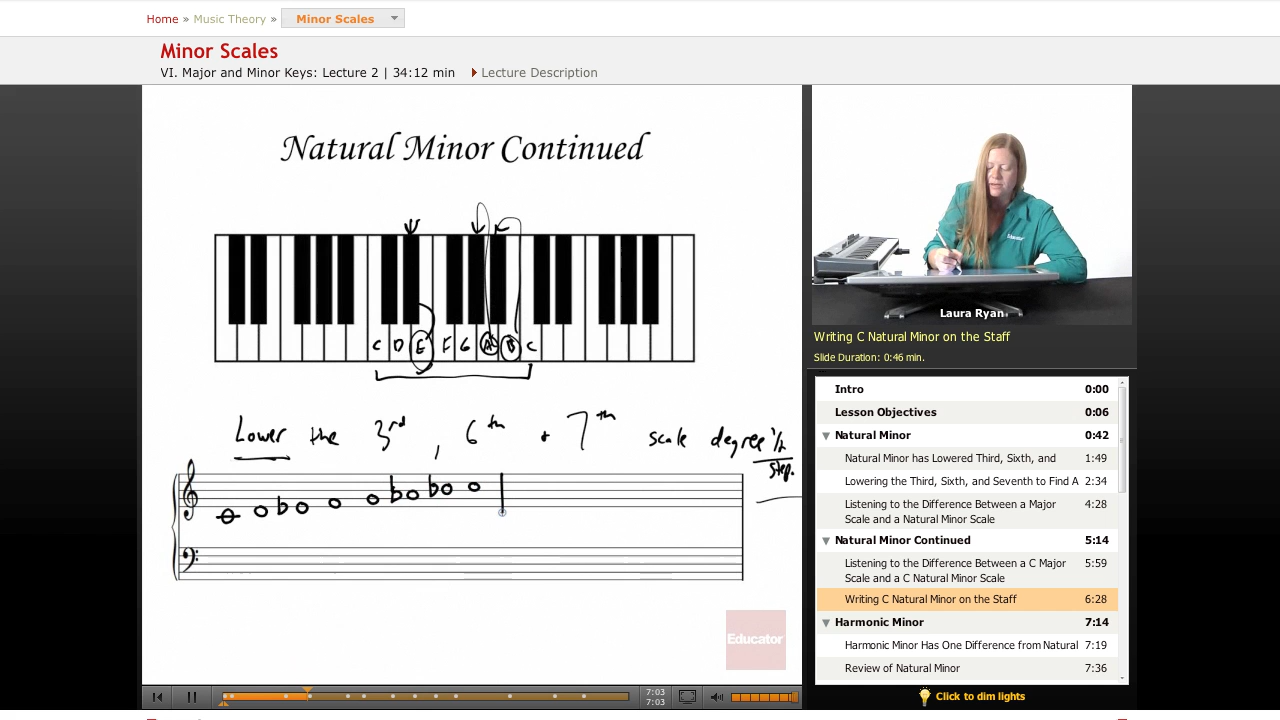 Home » Music Theory » Minor Scales
Minor Scales
VI. Major and Minor Keys: Lecture 2 | 34:12 min Lecture Description
Natural Minor Continued
C D E F G A B C
Lower the 3rd, 6th + 7th scale degree 1/2 step.
Educator
7:03
7:03
Laura Ryan
Writing C Natural Minor on the Staff
Slide Duration: 0:46 min.
Intro 0:00
Lesson Objectives 0:06
Natural Minor 0:42
Natural Minor has Lowered Third, Sixth, and 1:49
Lowering the Third, Sixth, and Seventh to Find A 2:34
Listening to the Difference Between a Major 4:28
Scale and a Natural Minor Scale
Natural Minor Continued 5:14
Listening to the Difference Between a C Major 5:59
Scale and a C Natural Minor Scale
Writing C Natural Minor on the Staff 6:28
Harmonic Minor 7:14
Harmonic Minor Has One Difference from Natural 7:19
Review of Natural Minor 7:36
Click to dim lights